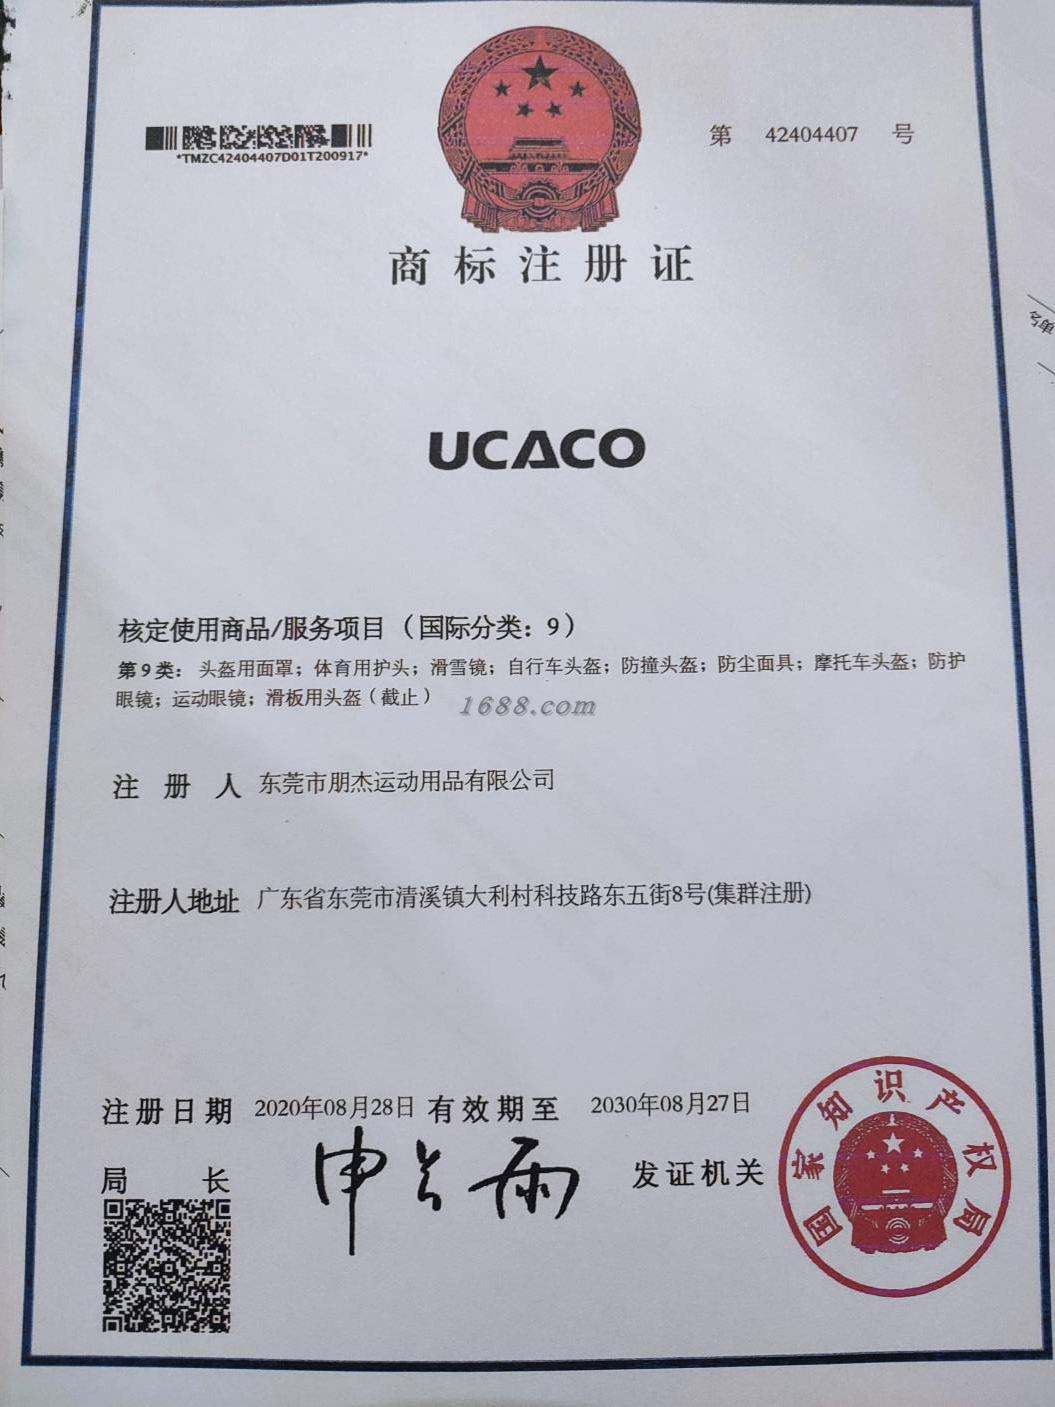 第 42404407 号
*TMZC42404407D01T200917*
商标注册证
UCACO
核定使用商品/服务项目（国际分类：9）
第9类：头盔用面罩；体育用护头；滑雪镜；自行车头盔；防撞头盔；防尘面具；摩托车头盔；防护
眼镜；运动眼镜；滑板用头盔（截止）
1688.com
注册人 东莞市朋杰运动用品有限公司
注册人地址 广东省东莞市清溪镇大利村科技路东五街8号(集群注册)
注册日期 2020年08月28日 有效期至 2030年08月27日
局长 申长雨 发证机关
国家知识产权局